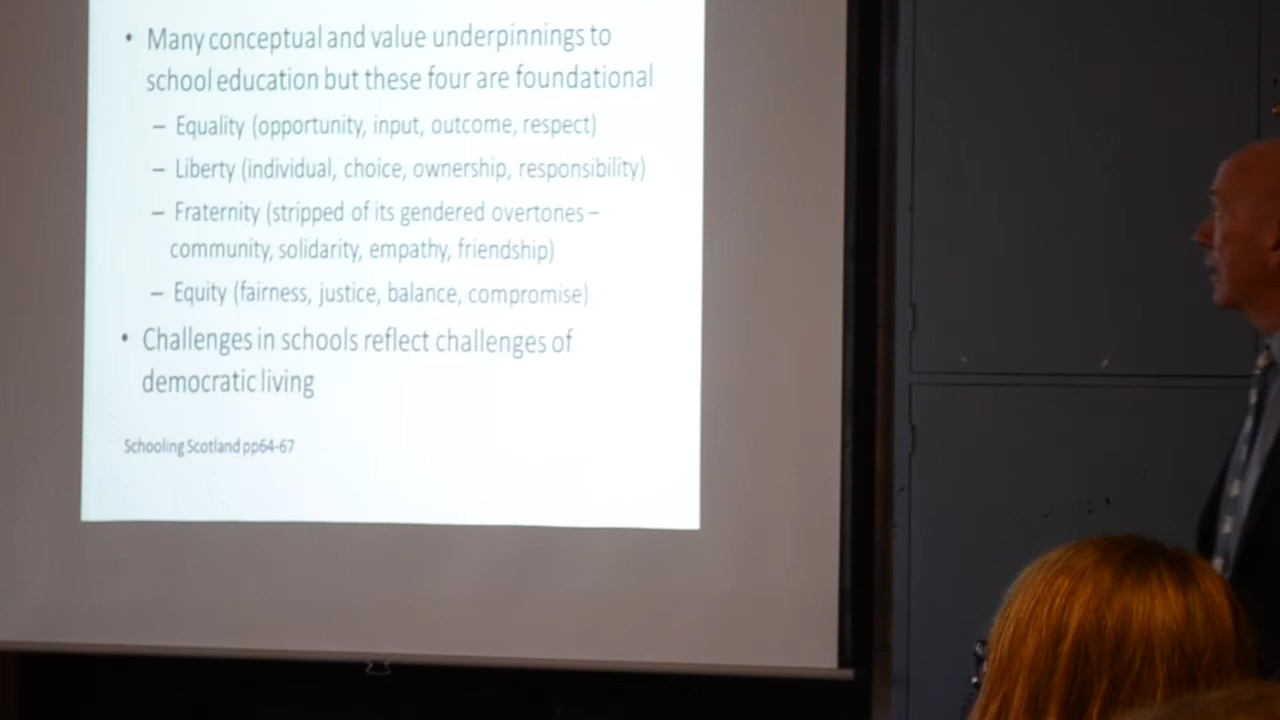 • Many conceptual and value underpinnings to
school education but these four are foundational
– Equality (opportunity, input, outcome, respect)
– Liberty (individual, choice, ownership, responsibility)
– Fraternity (stripped of its gendered overtones –
community, solidarity, empathy, friendship)
– Equity (fairness, justice, balance, compromise)
• Challenges in schools reflect challenges of
democratic living
Schooling Scotland pp64-67